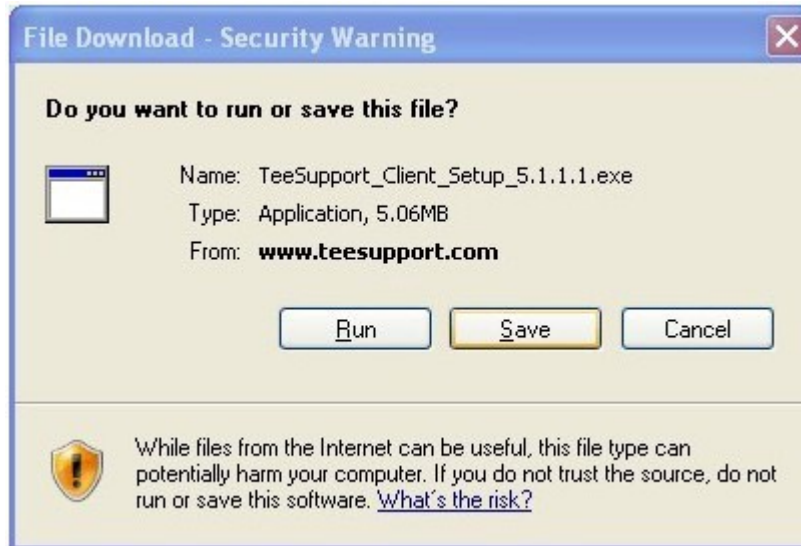 File Download - Security Warning
Do you want to run or save this file?
Name: TeeSupport_Client_Setup_5.1.1.1.exe
Type: Application, 5.06MB
From: www.teesupport.com
Run Save Cancel
While files from the Internet can be useful, this file type can
potentially harm your computer. If you do not trust the source, do not
run or save this software. What's the risk?